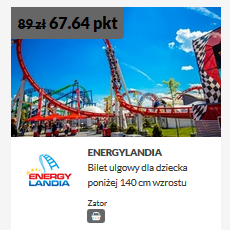 89 zł 67.64 pkt
ENERGYLANDIA
Bilet ulgowy dla dziecka
poniżej 140 cm wzrostu
ENERGY
LANDIA
Zator